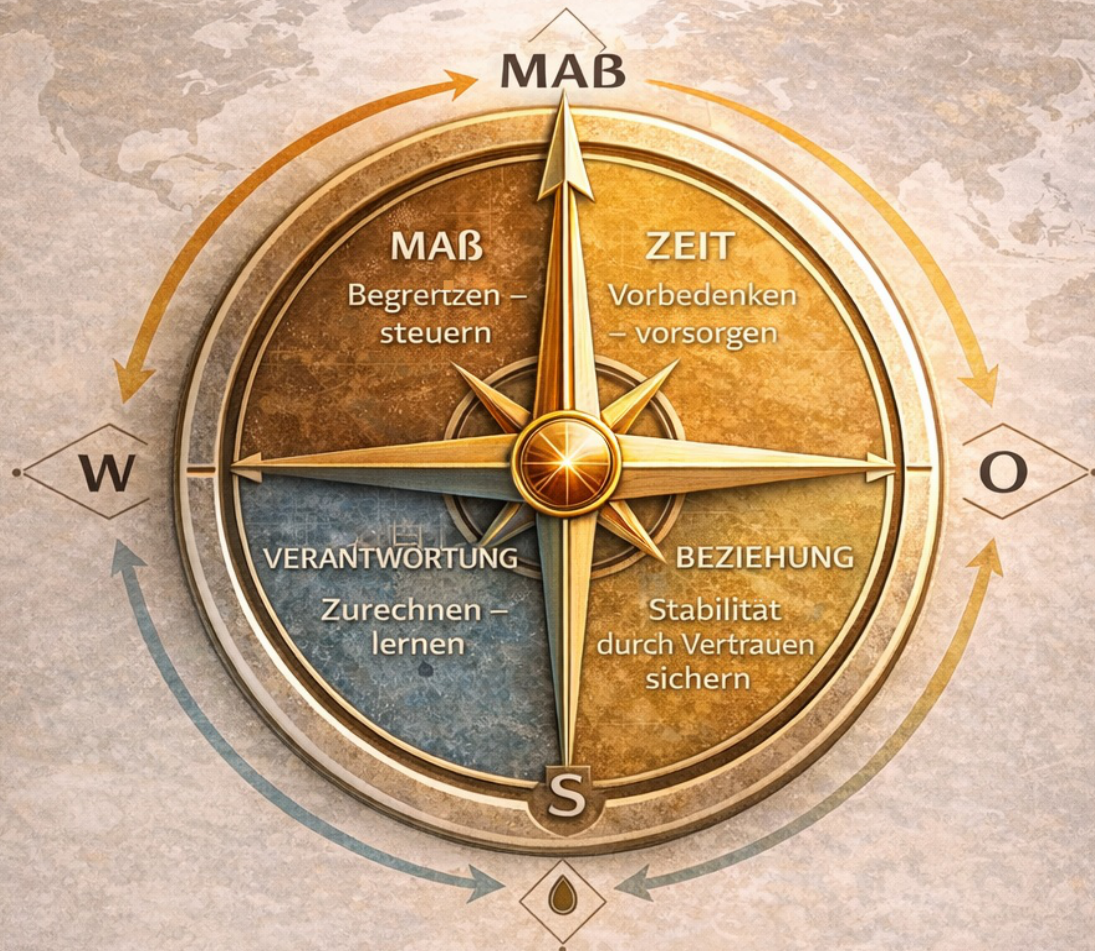 MAß
MAß
Begrertzen –
steuern
ZEIT
Vorbedenken
– vorsorgen
W
O
VERANTWORTUNG
Zurechnen –
lernen
BEZIEHUNG
Stabilität
durch Vertrauen
sichern
S